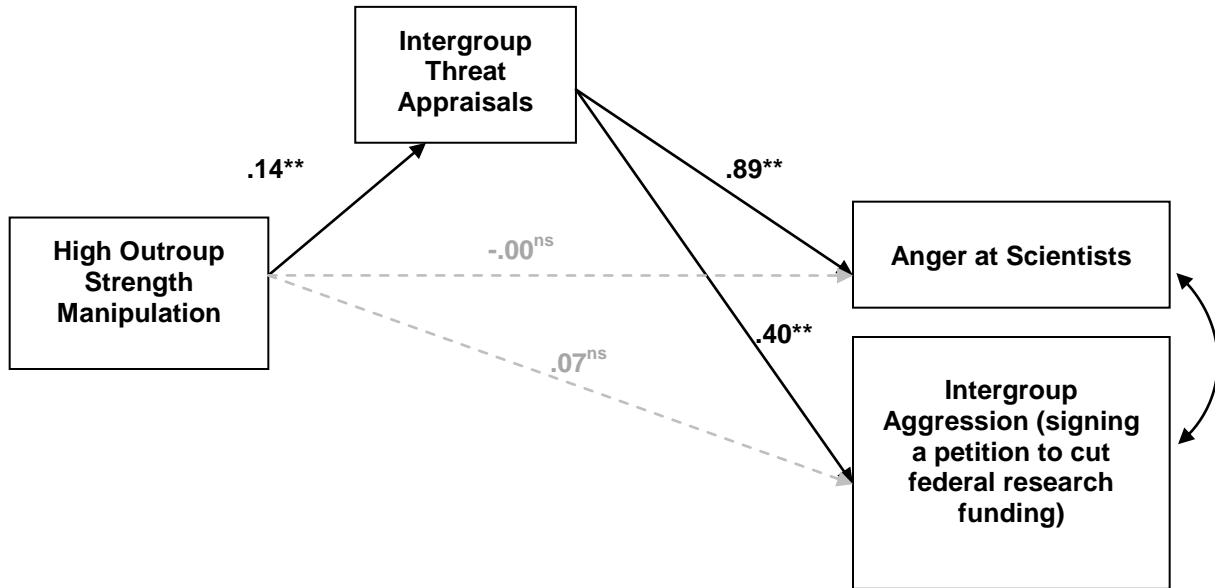 Intergroup
Threat
Appraisals
.14**
.89**
High Outroup
Strength
Manipulation
-.00ns
Anger at Scientists
.40**
.07ns
Intergroup
Aggression (signing
a petition to cut
federal research
funding)